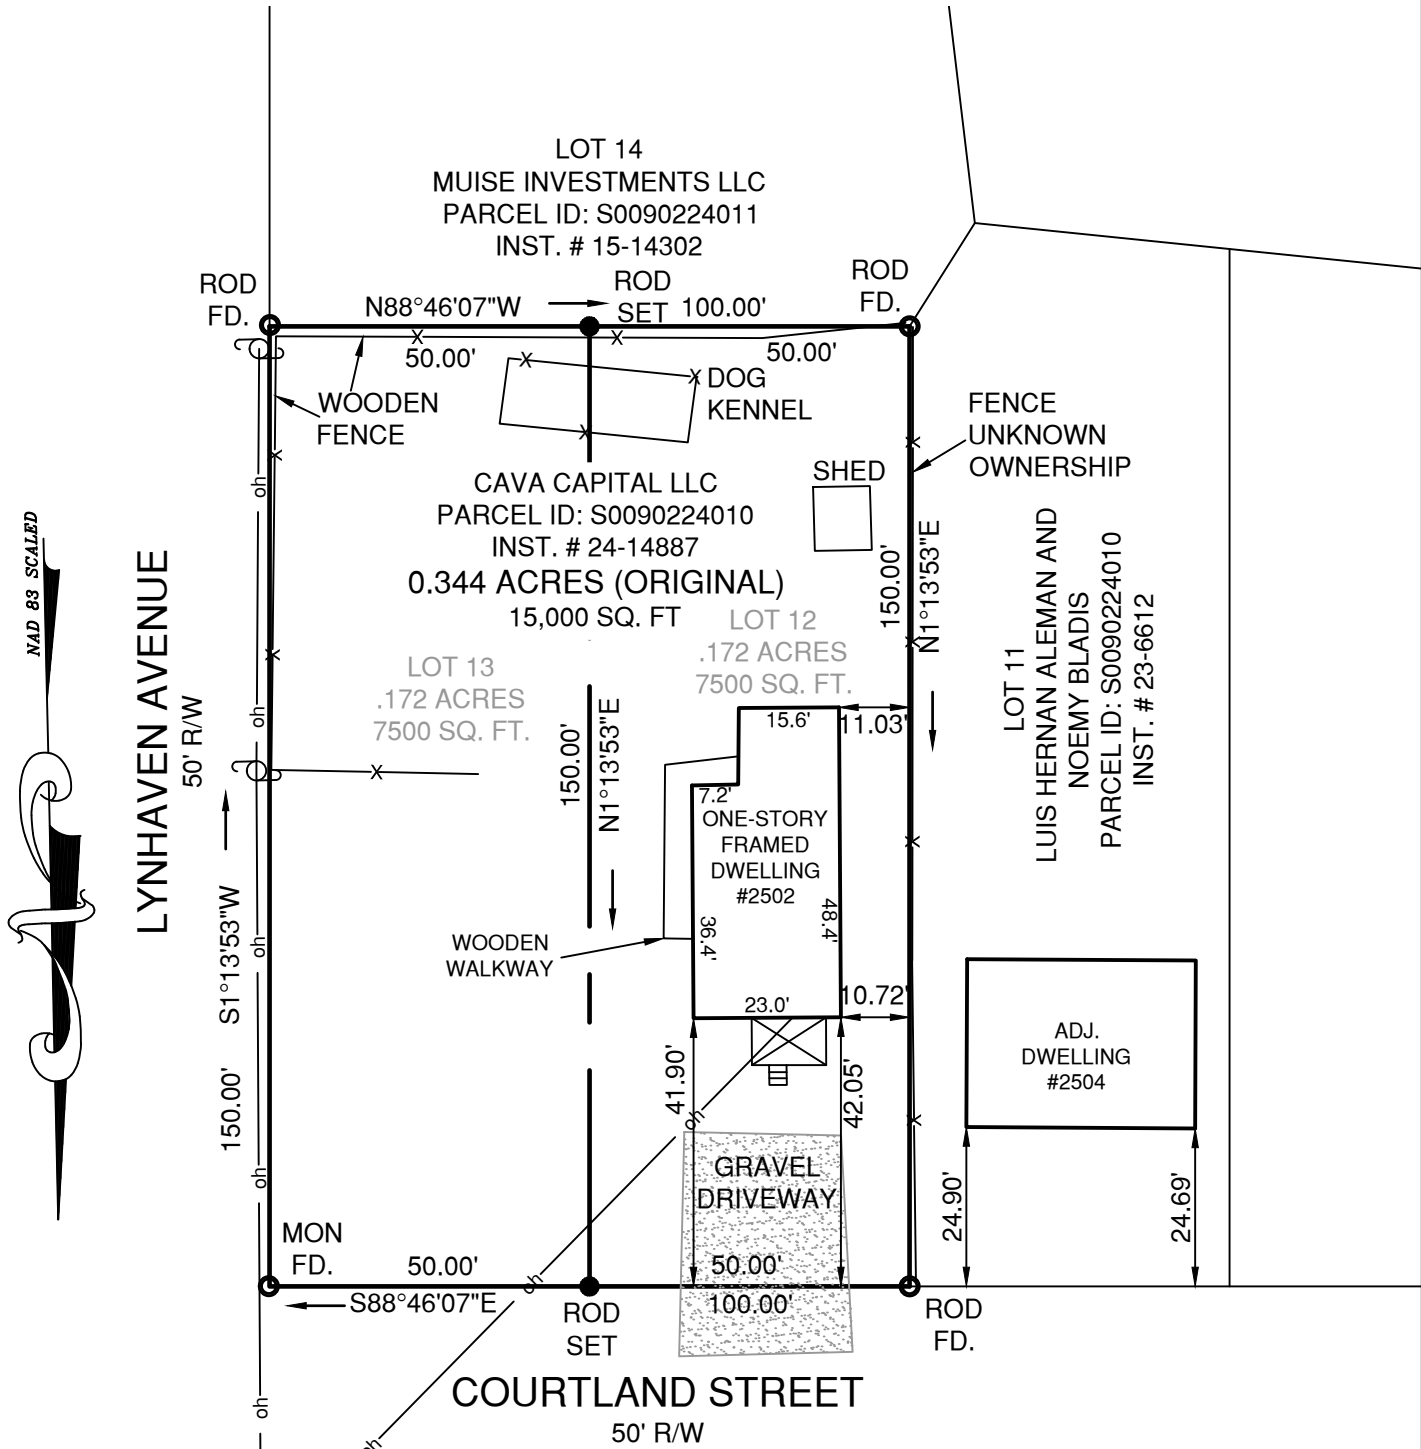 LOT 14
MUISE INVESTMENTS LLC
PARCEL ID: S0090224011
INST. # 15-14302
ROD
FD.
N88°46'07"W
ROD
SET
100.00'
ROD
FD.
50.00'
50.00'
WOODEN
FENCE
DOG
KENNEL
FENCE
UNKNOWN
OWNERSHIP
SHED
CAVA CAPITAL LLC
PARCEL ID: S0090224010
INST. # 24-14887
0.344 ACRES (ORIGINAL)
15,000 SQ. FT
LOT 12
.172 ACRES
7500 SQ. FT.
LOT 13
.172 ACRES
7500 SQ. FT.
NAD 83 SCALED
LYNHAVEN AVENUE
50' R/W
S1°13'53"W
150.00'
150.00'
N1°13'53"E
150.00'
N1°13'53"E
LOT 11
LUIS HERNAN ALEMAN AND
NOEMY BLADIS
PARCEL ID: S0090224010
INST. # 23-6612
15.6'
11.03'
7.2'
ONE-STORY
FRAMED
DWELLING
#2502
36.4'
48.4'
WOODEN
WALKWAY
23.0'
10.72'
41.90'
42.05'
ADJ.
DWELLING
#2504
24.90'
24.69'
GRAVEL
DRIVEWAY
MON
FD.
50.00'
50.00'
S88°46'07"E
100.00'
ROD
SET
ROD
FD.
COURTLAND STREET
50' R/W
oh
oh
oh
oh
oh
oh
oh
oh
X
X
X
X
X
X
X
X
X
X
X
X